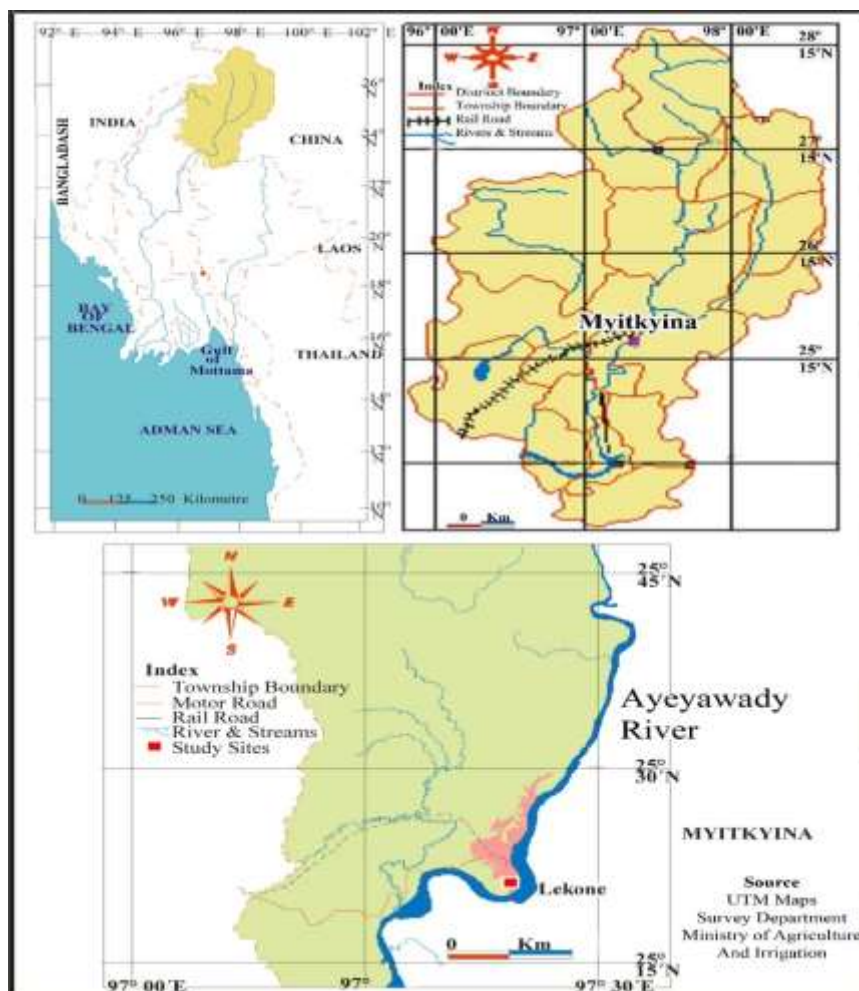 92° E 94° E 96° E 98° E 100° E 102° E
INDIA
CHINA
BANGLADASH
LAOS
BAY
OF
BENGAL
Gulf
of
Mottama
THAILAND
ADMAN SEA
0 125 250 Kilometre
96° 00'E 97° 00'E 98° 00'E
N
W E
Index
District Boundary
Township Boundary
Rail Road
Rivers & Streams
28°
15'N
27°
15'N
26°
15'N
Myitkyina
25°
15'N
0 Km
N
W E
S
25°
45'N
Index
Township Boundary
Motor Road
Rail Road
River & Streams
Study Sites
Ayeyawady
River
25°
30'N
MYITKYINA
Lekone
Source
UTM Maps
Survey Department
Ministry of Agriculture
And Irrigation
0 Km
25°
15'N
97° 00'E 97° 97° 30'E